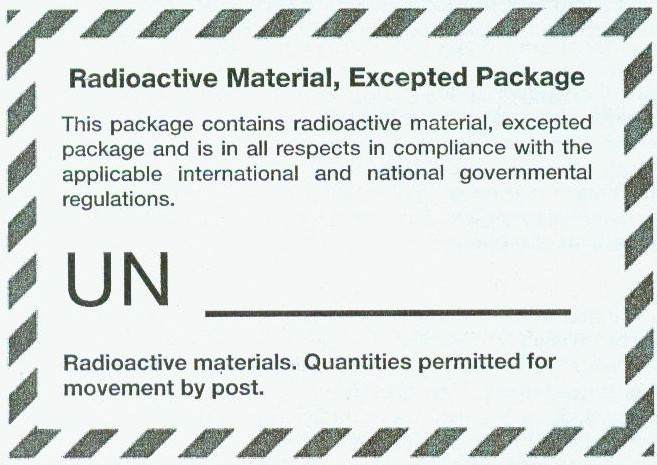 Radioactive Material, Excepted Package
This package contains radioactive material, excepted
package and is in all respects in compliance with the
applicable international and national governmental
regulations.
UN
Radioactive materials. Quantities permitted for
movement by post.